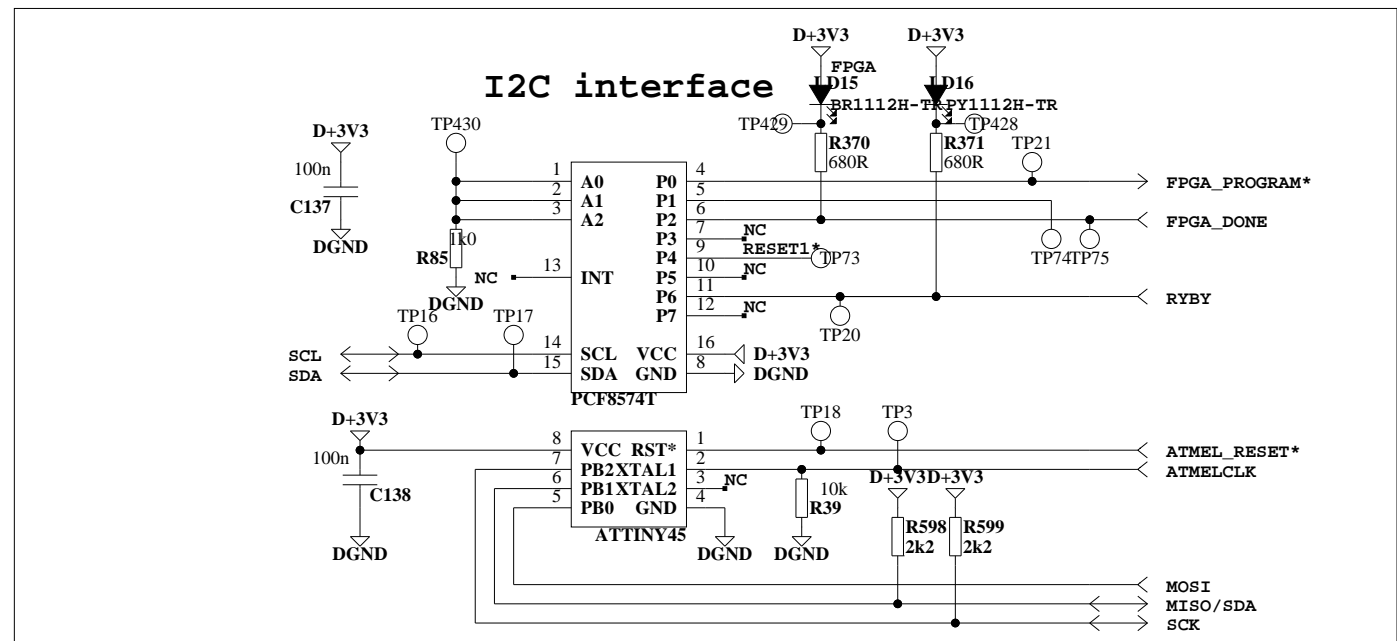 D+3V3 D+3V3
FPGA
I2C interface
LD15 LD16
BR1112H-TR PY1112H-TR
TP430 TP429 TP428
D+3V3
R370 R371 TP21
680R 680R
100n
C137
DGND
1 A0 P0 4 FPGA_PROGRAM*
2 A1 P1 5
3 A2 P2 6 FPGA_DONE
P3 7 NC
1k0
R85
P4 9 RESET1* TP73 TP74 TP75
NC 13 INT P5 10 NC
DGND
P6 11 RYBY
TP16 TP17 P7 12 NC
TP20
SCL 14 SCL VCC 16 D+3V3
SDA 15 SDA GND 8 DGND
PCF8574T
D+3V3 TP18 TP3
8 VCC RST* 1 ATMEL_RESET*
100n
7 PB2 XTAL1 2 ATMELCLK
D+3V3 D+3V3
6 PB1 XTAL2 3 NC
C138
10k
R39
5 PB0 GND 4
ATTINY45
R598 R599
2k2 2k2
DGND DGND DGND
MOSI
MISO/SDA
SCK